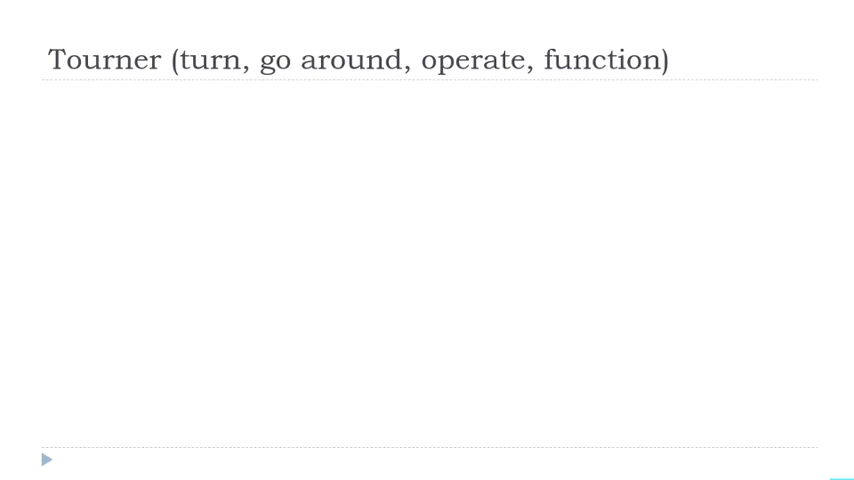 Tourner (turn, go around, operate, function)